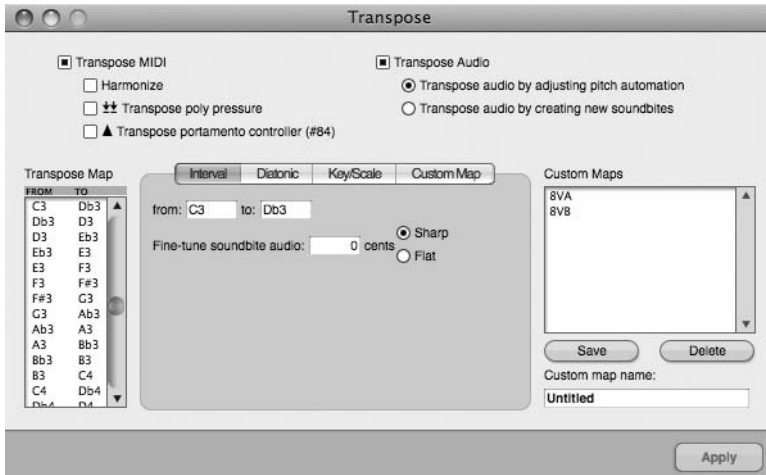 Transpose
Transpose MIDI
Harmonize
Transpose poly pressure
Transpose portamento controller (#84)
Transpose Audio
Transpose audio by adjusting pitch automation
Transpose audio by creating new soundbites
Transpose Map
FROM TO
C3 Db3
Db3 D3
D3 Eb3
Eb3 E3
E3 F3
F3 F#3
F#3 G3
G3 Ab3
Ab3 A3
A3 Bb3
Bb3 B3
B3 C4
C4 Db4
Db4 D4
Interval Diatonic Key/Scale Custom Map
from: C3 to: Db3
Fine-tune soundbite audio: 0 cents
Sharp
Flat
Custom Maps
8VA
8VB
Save Delete
Custom map name:
Untitled
Apply